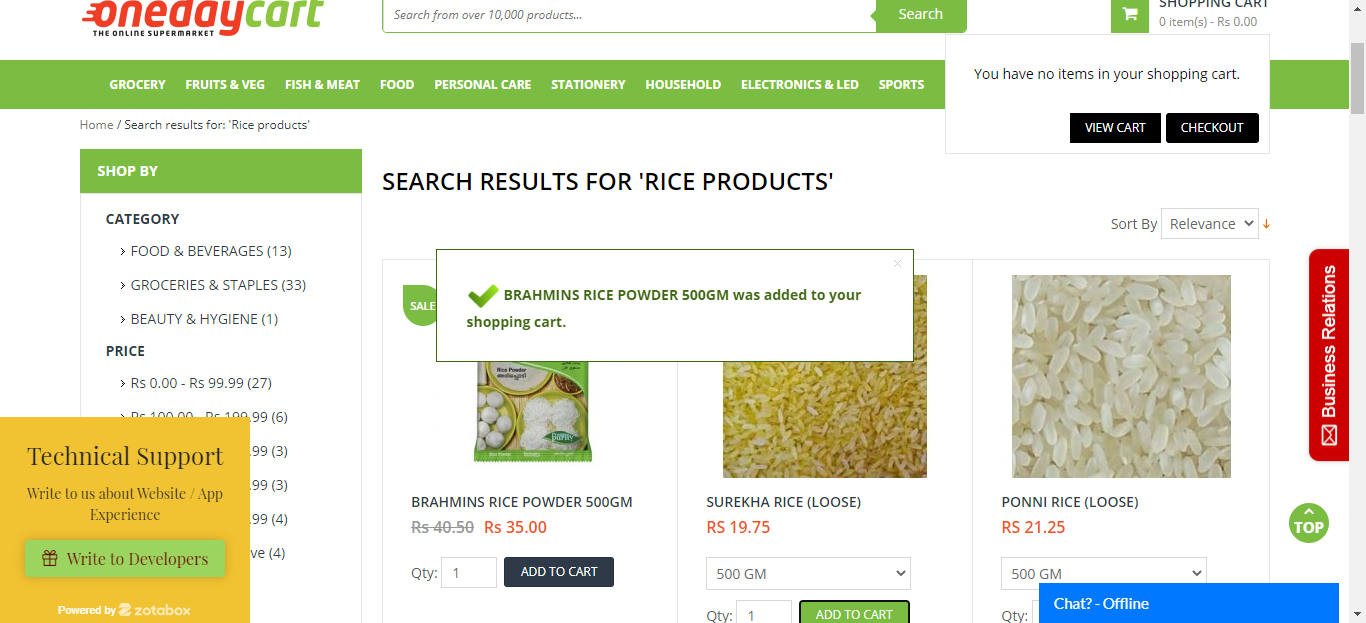 onedaycart
THE ONLINE SUPERMARKET
Search from over 10,000 products...
Search
SHOPPING CART
0 item(s) - Rs 0.00
You have no items in your shopping cart.
VIEW CART
CHECKOUT
GROCERY FRUITS & VEG FISH & MEAT FOOD PERSONAL CARE STATIONERY HOUSEHOLD ELECTRONICS & LED SPORTS
Home / Search results for: 'Rice products'
SHOP BY
CATEGORY
FOOD & BEVERAGES (13)
GROCERIES & STAPLES (33)
BEAUTY & HYGIENE (1)
PRICE
Rs 0.00 - Rs 99.99 (27)
Rs 100.00 - Rs 199.99 (6)
.99 (3)
.99 (3)
.99 (4)
ve (4)
Technical Support
Write to us about Website / App
Experience
Write to Developers
Powered by zotabox
SEARCH RESULTS FOR 'RICE PRODUCTS'
Sort By Relevance
BRAHMINS RICE POWDER 500GM was added to your
shopping cart.
SALE
Rice Powder
BRAHMINS RICE POWDER 500GM
Rs 40.50 Rs 35.00
Qty: 1 ADD TO CART
SUREKHA RICE (LOOSE)
RS 19.75
500 GM
Qty: 1 ADD TO CART
PONNI RICE (LOOSE)
RS 21.25
500 GM
Qty:
Business Relations
TOP
Chat? - Offline